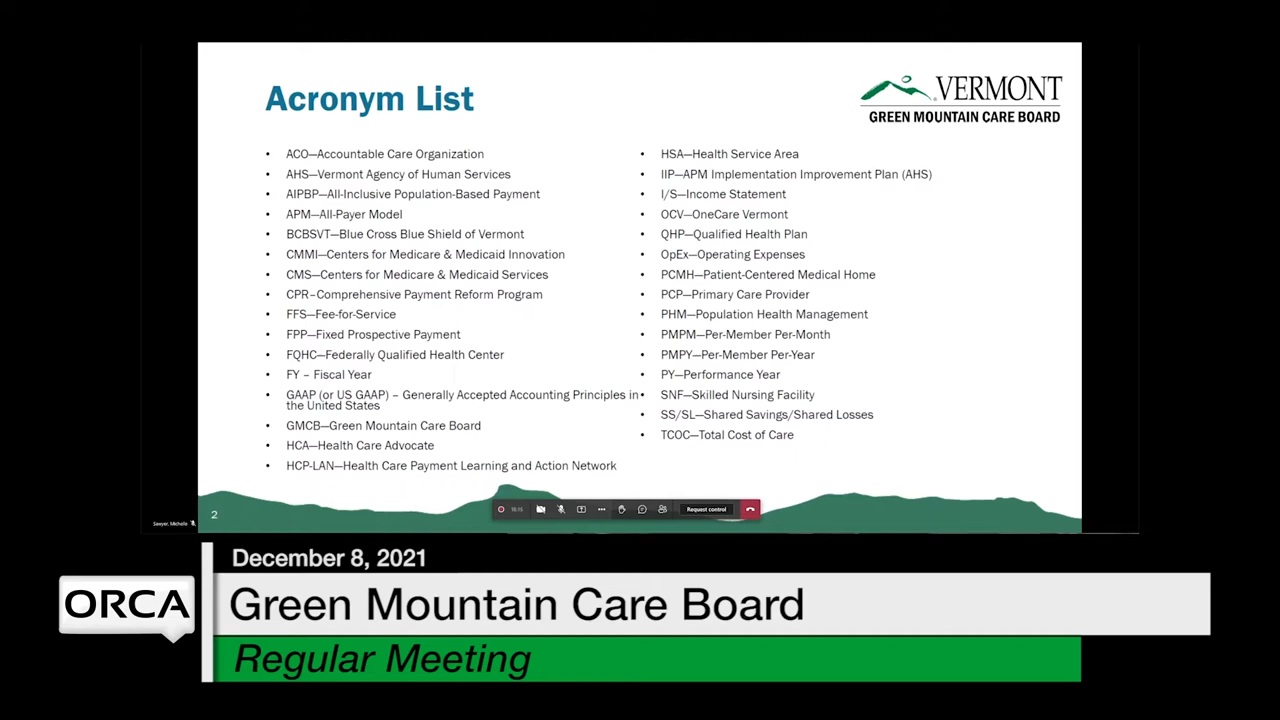 Acronym List
VERMONT
GREEN MOUNTAIN CARE BOARD
• ACO—Accountable Care Organization
• AHS—Vermont Agency of Human Services
• AIPBP—All-Inclusive Population-Based Payment
• APM—All-Payer Model
• BCBSVT—Blue Cross Blue Shield of Vermont
• CMMI—Centers for Medicare & Medicaid Innovation
• CMS—Centers for Medicare & Medicaid Services
• CPR–Comprehensive Payment Reform Program
• FFS—Fee-for-Service
• FPP—Fixed Prospective Payment
• FQHC—Federally Qualified Health Center
• FY – Fiscal Year
• GAAP (or US GAAP) – Generally Accepted Accounting Principles in
the United States
• GMCB—Green Mountain Care Board
• HCA—Health Care Advocate
• HCP-LAN—Health Care Payment Learning and Action Network
• HSA—Health Service Area
• IIP—APM Implementation Improvement Plan (AHS)
• I/S—Income Statement
• OCV—OneCare Vermont
• QHP—Qualified Health Plan
• OpEx—Operating Expenses
• PCMH—Patient-Centered Medical Home
• PCP—Primary Care Provider
• PHM—Population Health Management
• PMPM—Per-Member Per-Month
• PMPY—Per-Member Per-Year
• PY—Performance Year
• SNF—Skilled Nursing Facility
• SS/SL—Shared Savings/Shared Losses
• TCOC—Total Cost of Care
2
Request control
Sawyer, Michelle
December 8, 2021
ORCA
Green Mountain Care Board
Regular Meeting